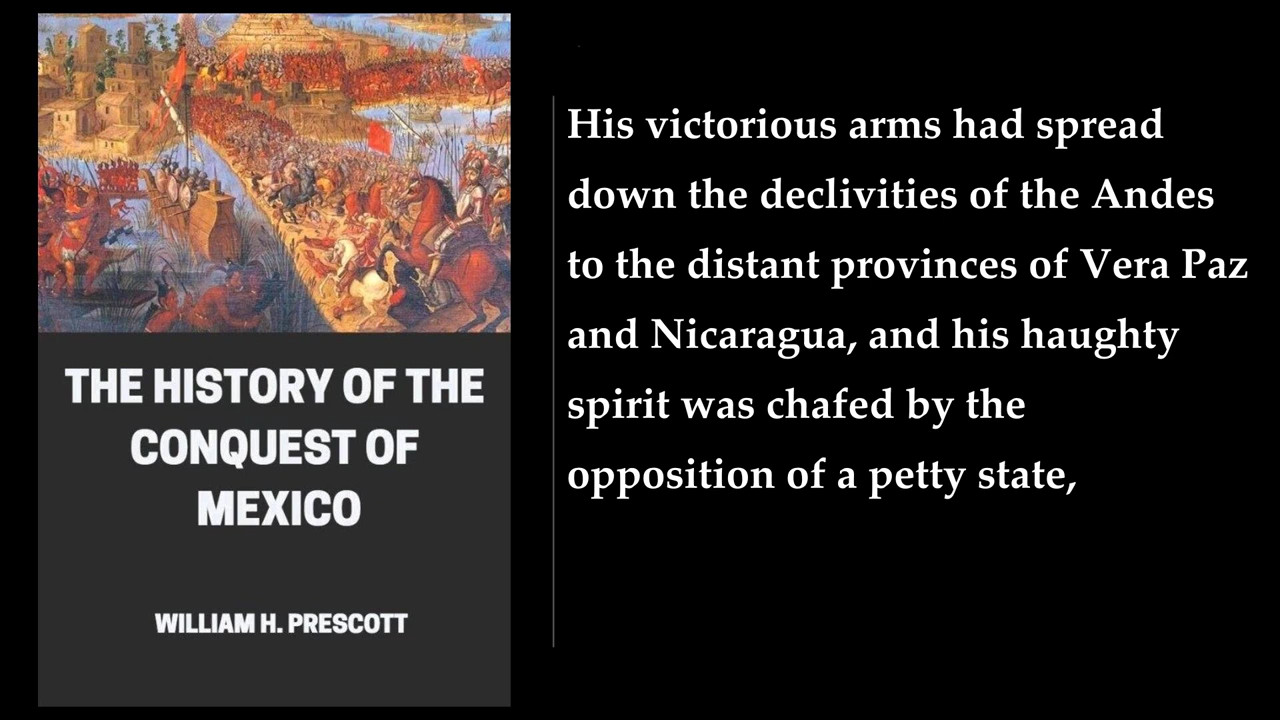 THE HISTORY OF THE
CONQUEST OF
MEXICO
WILLIAM H. PRESCOTT
His victorious arms had spread
down the declivities of the Andes
to the distant provinces of Vera Paz
and Nicaragua, and his haughty
spirit was chafed by the
opposition of a petty state,